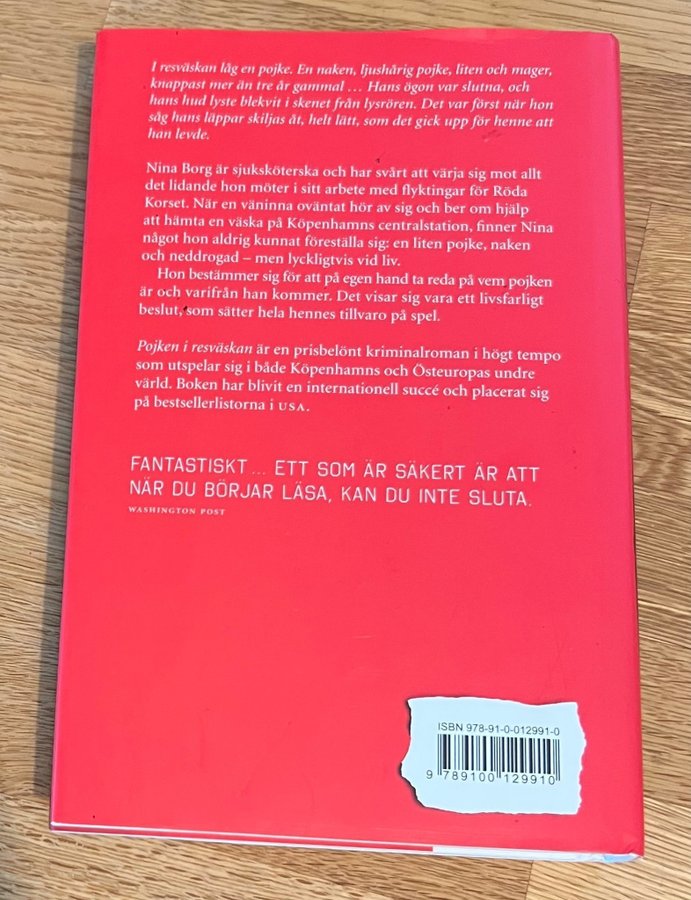 I resväskan låg en pojke. En naken, ljushårig pojke, liten och mager,
knappast mer än tre år gammal ... Hans ögon var slutna, och
hans hud lyste blekvit i skenet från lysrören. Det var först när hon
såg hans läppar skiljas åt, helt lätt, som det gick upp för henne att
han levde.
Nina Borg är sjuksköterska och har svårt att värja sig mot allt
det lidande hon möter i sitt arbete med flyktingar för Röda
Korset. När en väninna oväntat hör av sig och ber om hjälp
att hämta en väska på Köpenhamns centralstation, finner Nina
något hon aldrig kunnat föreställa sig: en liten pojke, naken
och neddrogad – men lyckligtvis vid liv.
Hon bestämmer sig för att på egen hand ta reda på vem pojken
är och varifrån han kommer. Det visar sig vara ett livsfarligt
beslut, som sätter hela hennes tillvaro på spel.
Pojken i resväskan är en prisbelönt kriminalroman i högt tempo
som utspelar sig i både Köpenhamns och Östeuropas undre
värld. Boken har blivit en internationell succé och placerat sig
på bestsellerlistorna i USA.
FANTASTISKT ... ETT SOM ÄR SÄKERT ÄR ATT
NÄR DU BÖRJAR LÄSA, KAN DU INTE SLUTA.
WASHINGTON POST
ISBN 978-91-0-012991-0
9 789100 129910